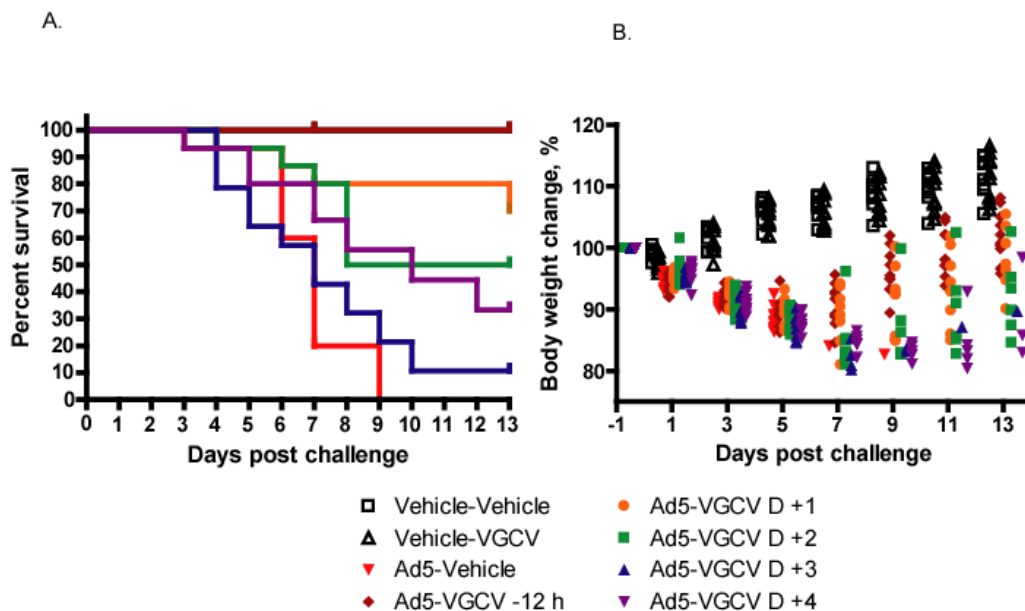 A.
B.
Percent survival
100
90
80
70
60
50
40
30
20
10
0
0 1 2 3 4 5 6 7 8 9 10 11 12 13
Days post challenge
Body weight change, %
120
110
100
90
80
-1 1 3 5 7 9 11 13
Days post challenge
Vehicle-Vehicle
Vehicle-VGCV
Ad5-Vehicle
Ad5-VGCV -12 h
Ad5-VGCV D +1
Ad5-VGCV D +2
Ad5-VGCV D +3
Ad5-VGCV D +4